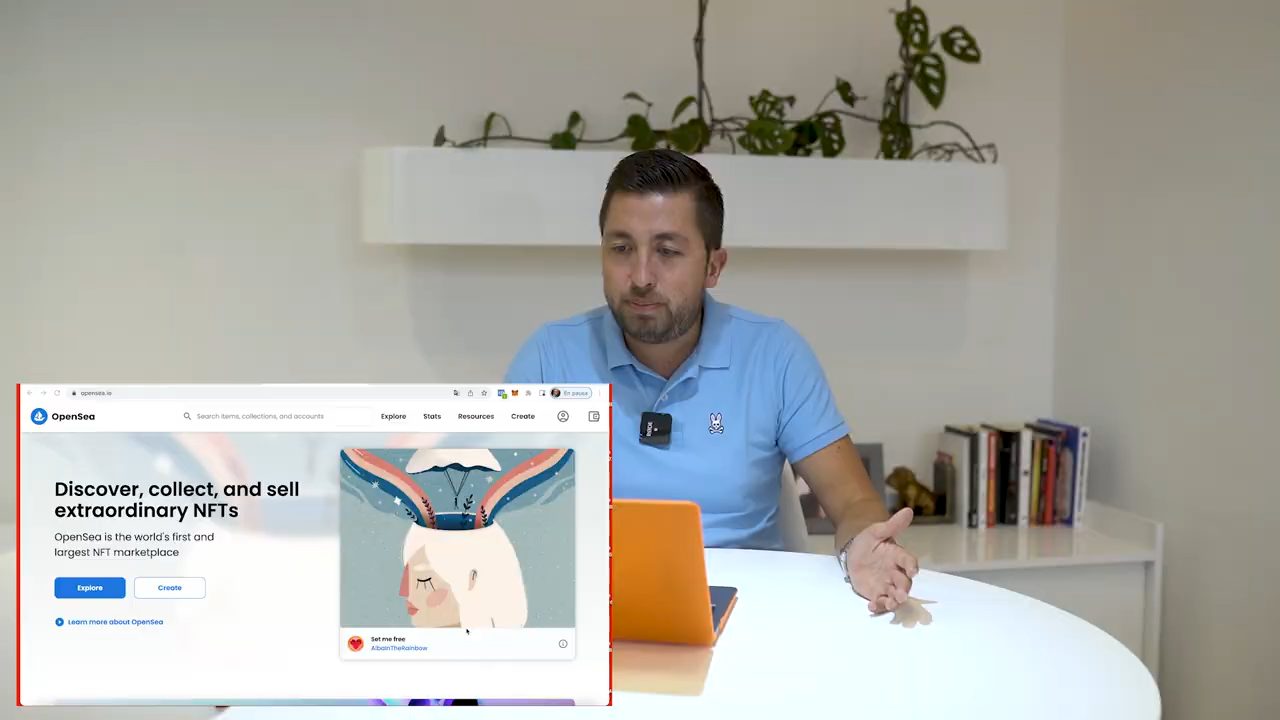 opensea.io
En pausa
OpenSea
Search items, collections, and accounts
Explore
Stats
Resources
Create
Discover, collect, and sell
extraordinary NFTs
OpenSea is the world's first and
largest NFT marketplace
Explore
Create
Learn more about OpenSea
Set me free
AlbaInTheRainbow